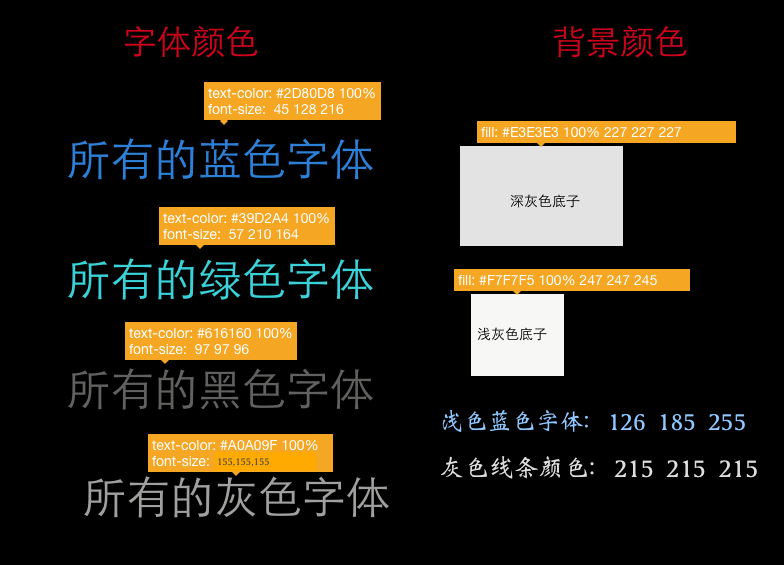 字体颜色
text-color: #2D80D8 100%
font-size: 45 128 216
所有的蓝色字体
text-color: #39D2A4 100%
font-size: 57 210 164
所有的绿色字体
text-color: #616160 100%
font-size: 97 97 96
所有的黑色字体
text-color: #A0A09F 100%
font-size: 155,155,155
所有的灰色字体
背景颜色
fill: #E3E3E3 100% 227 227 227
深灰色底子
fill: #F7F7F5 100% 247 247 245
浅灰色底子
浅色蓝色字体: 126 185 255
灰色线条颜色: 215 215 215